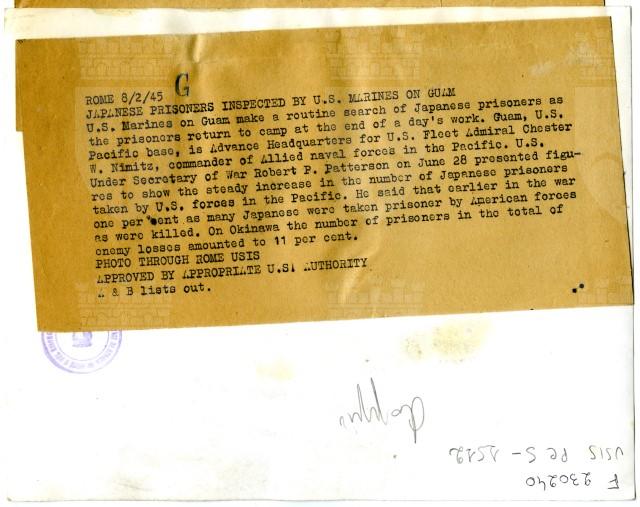 ROME 8/2/45 G
JAPANESE PRISONERS INSPECTED BY U.S. MARINES ON GUAM
U.S. Marines on Guam make a routine search of Japanese prisoners as
the prisoners return to camp at the end of a day's work. Guam, U.S.
Pacific base, is Advance Headquarters for U.S. Fleet Admiral Chester
W. Nimitz, commander of Allied naval forces in the Pacific. U.S.
Under Secretary of War Robert P. Patterson on June 28 presented figu-
res to show the steady increase in the number of Japanese prisoners
taken by U.S. forces in the Pacific. He said that earlier in the war
one per cent as many Japanese were taken prisoner by American forces
as were killed. On Okinawa the number of prisoners in the total of
enemy losses amounted to 11 per cent.
PHOTO THROUGH ROME USIS
APPROVED BY APPROPRIATE U.S. AUTHORITY
& B lists out.
USIS PC S - 1512
F 230240